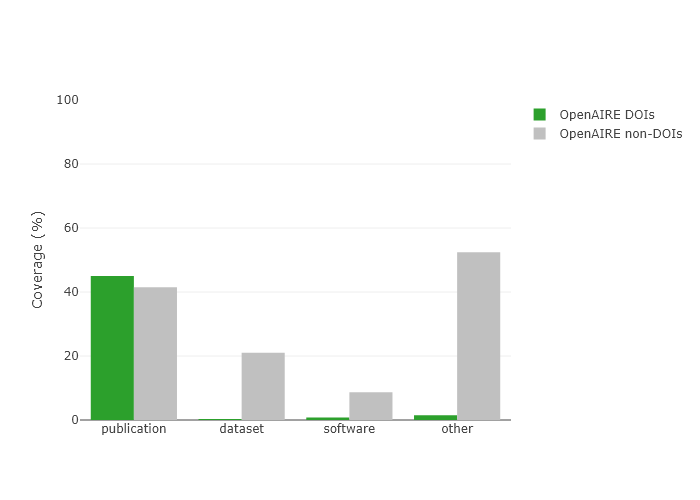 100
80
60
40
20
0
Coverage (%)
publication
dataset
software
other
OpenAIRE DOIs
OpenAIRE non-DOIs